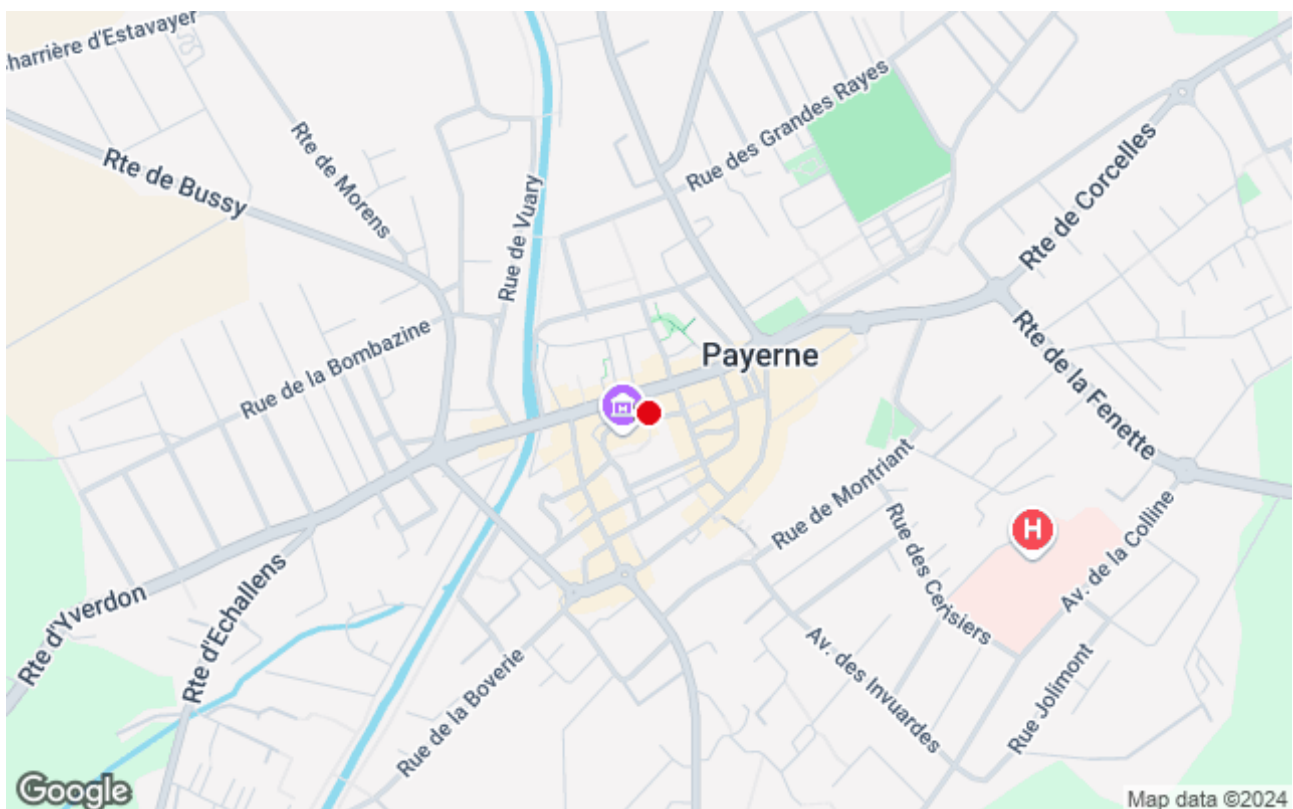 Charrière d'Estavayer
Rte de Morens
Rte de Bussy
Rue de Vuary
Rue des Grandes Rayes
Rte de Corcelles
Rue de la Bombazine
Payerne
Rte de la Fenette
Rue de Montriant
Rue des Cerisiers
H
Av. de la Colline
Rte d'Yverdon
Rte d'Echallens
Rue de la Boverie
Av. des Invuardes
Rue Jolimont
Google
Map data ©2024